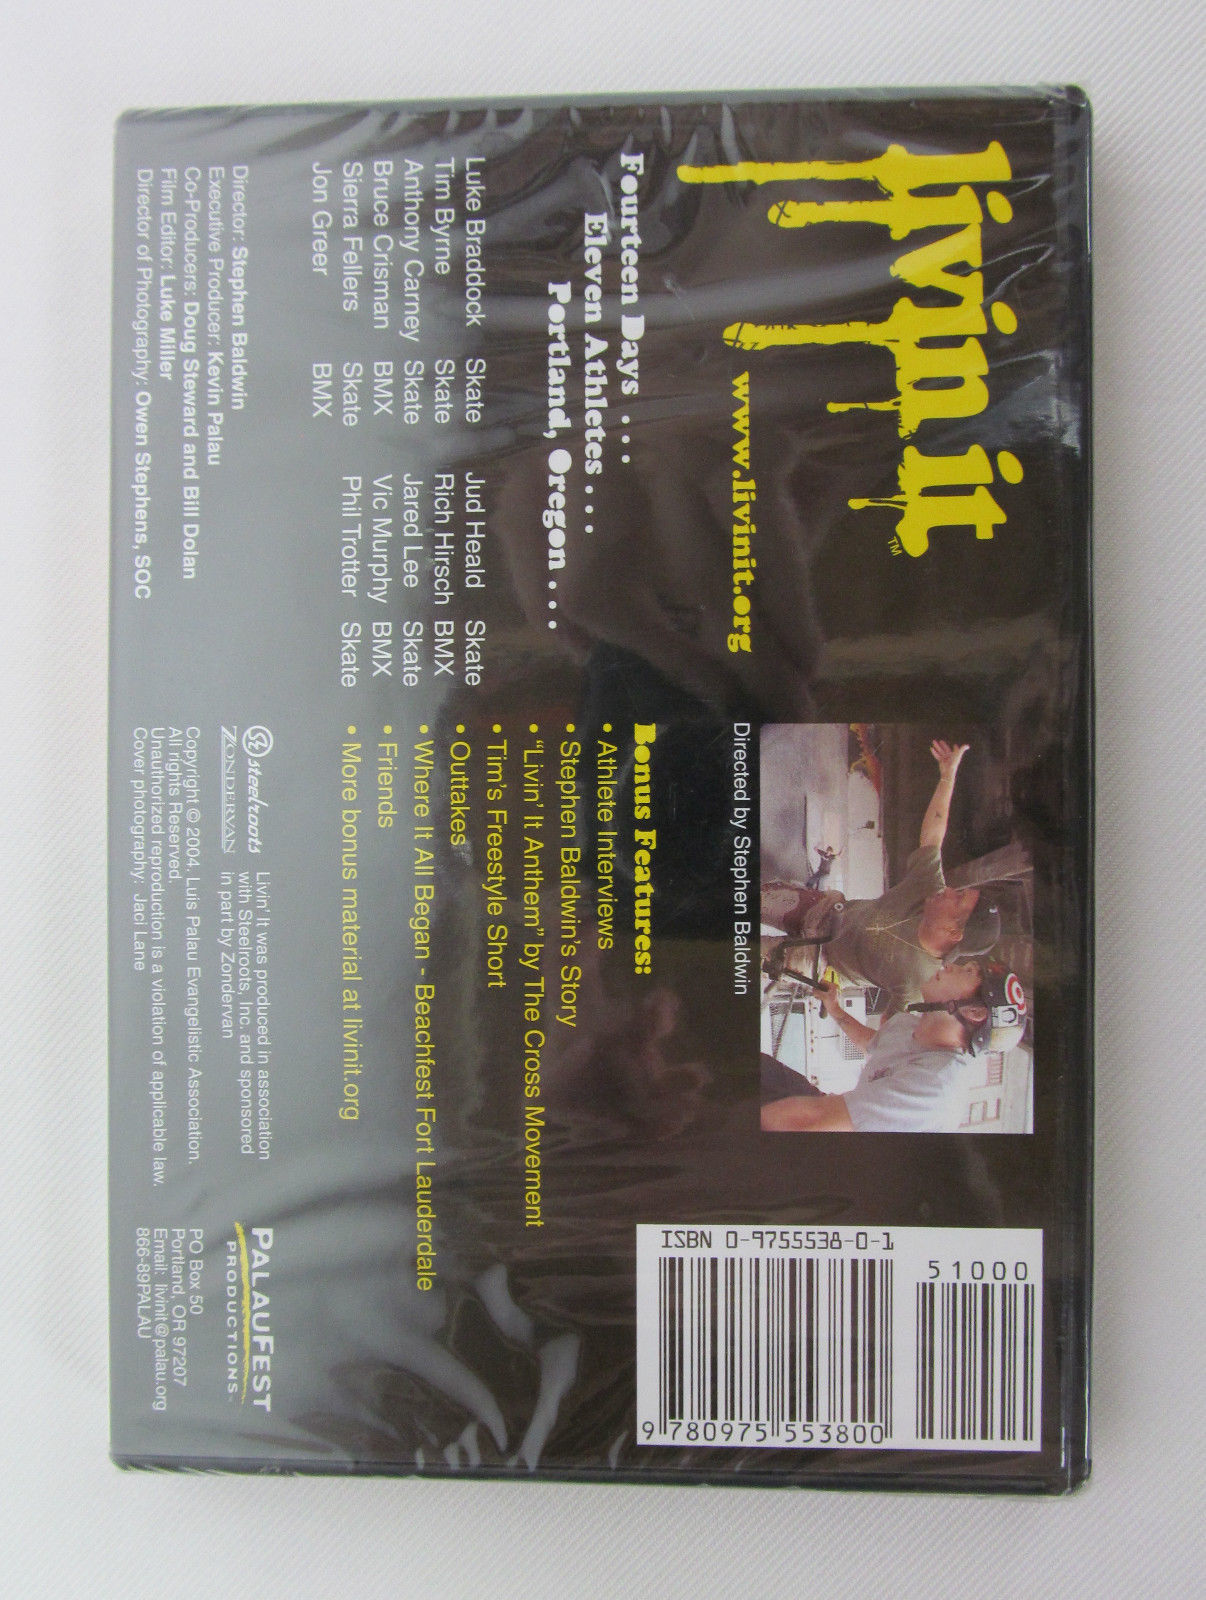 livin it™
www.livinit.org
Fourteen Days . . .
Eleven Athletes . . .
Portland, Oregon . . .
Luke Braddock Skate Jud Heald Skate
Tim Byrne Skate Rich Hirsch BMX
Anthony Carney Skate Jared Lee Skate
Bruce Crisman BMX Vic Murphy BMX
Sierra Fellers Skate Phil Trotter Skate
Jon Greer BMX
Director: Stephen Baldwin
Executive Producer: Kevin Palau
Co-Producers: Doug Steward and Bill Dolan
Film Editor: Luke Miller
Director of Photography: Owen Stephens, SOC
Directed by Stephen Baldwin
Bonus Features:
• Athlete Interviews
• Stephen Baldwin's Story
• "Livin' It Anthem" by The Cross Movement
• Tim's Freestyle Short
• Outtakes
• Where It All Began - Beachfest Fort Lauderdale
• Friends
• More bonus material at livinit.org
steelroots
ZONDERVAN
Livin' It was produced in association
with Steelroots, Inc. and sponsored
in part by Zondervan
Copyright © 2004. Luis Palau Evangelistic Association.
All rights Reserved.
Unauthorized reproduction is a violation of applicable law.
Cover photography: Jaci Lane
PALAUFEST
PRODUCTIONS
PO Box 50
Portland, OR 97207
Email: livinit@palau.org
866-89PALAU
51000
ISBN 0-9755538-0-1
9 780975 553800